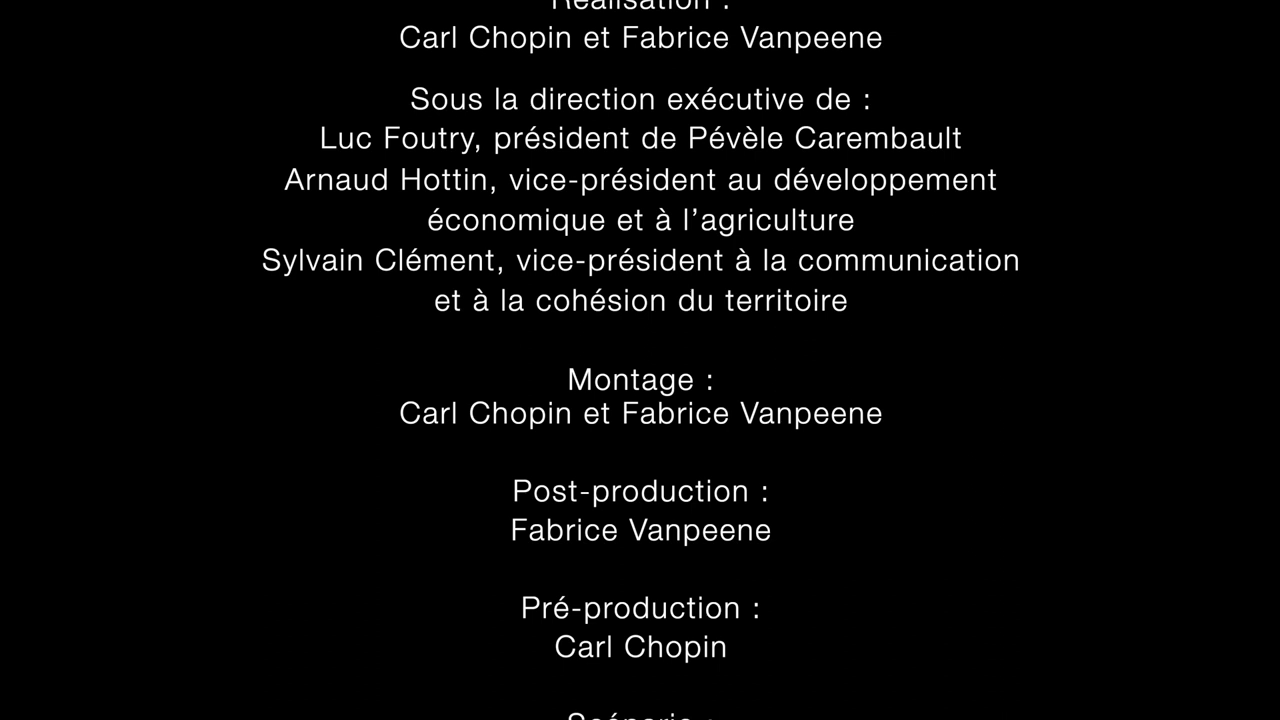 Réalisation :
Carl Chopin et Fabrice Vanpeene
Sous la direction exécutive de :
Luc Foutry, président de Pévèle Carembault
Arnaud Hottin, vice-président au développement
économique et à l’agriculture
Sylvain Clément, vice-président à la communication
et à la cohésion du territoire
Montage :
Carl Chopin et Fabrice Vanpeene
Post-production :
Fabrice Vanpeene
Pré-production :
Carl Chopin
Scénario :